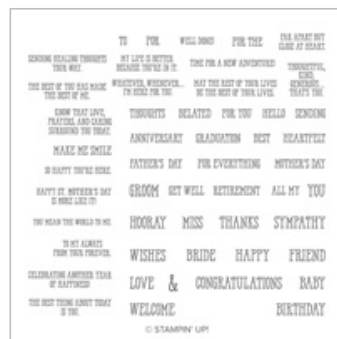 TO FOR WELL DONE! FOR THE
FAR APART BUT
CLOSE AT HEART.
SENDING HEALING THOUGHTS
YOUR WAY.
MY LIFE IS BETTER
BECAUSE YOU'RE IN IT.
TIME FOR A NEW ADVENTURE!
THOUGHTFUL,
KIND,
GENEROUS...
THAT'S YOU.
THE BEST OF YOU HAS MADE
THE BEST OF ME.
WHATEVER, WHENEVER...
I'M HERE FOR YOU.
MAY THE REST OF YOUR LIVES
BE THE BEST OF YOUR LIVES.
KNOW THAT LOVE,
PRAYERS, AND CARING
SURROUND YOU TODAY.
THOUGHTS BELATED FOR YOU HELLO SENDING
ANNIVERSARY GRADUATION BEST HEARTFELT
MAKE ME SMILE
FATHER'S DAY FOR EVERYTHING MOTHER'S DAY
SO HAPPY YOU'RE HERE.
GROOM GET WELL RETIREMENT ALL MY YOU
HAPPY ST. MOTHER'S DAY
IS MORE LIKE IT!
YOU MEAN THE WORLD TO ME.
HOORAY MISS THANKS SYMPATHY
TO MY ALWAYS
FROM YOUR FOREVER.
WISHES BRIDE HAPPY FRIEND
CELEBRATING ANOTHER YEAR
OF HAPPINESS!
LOVE & CONGRATULATIONS BABY
THE BEST THING ABOUT TODAY
IS YOU.
WELCOME BIRTHDAY
© STAMPIN' UP!